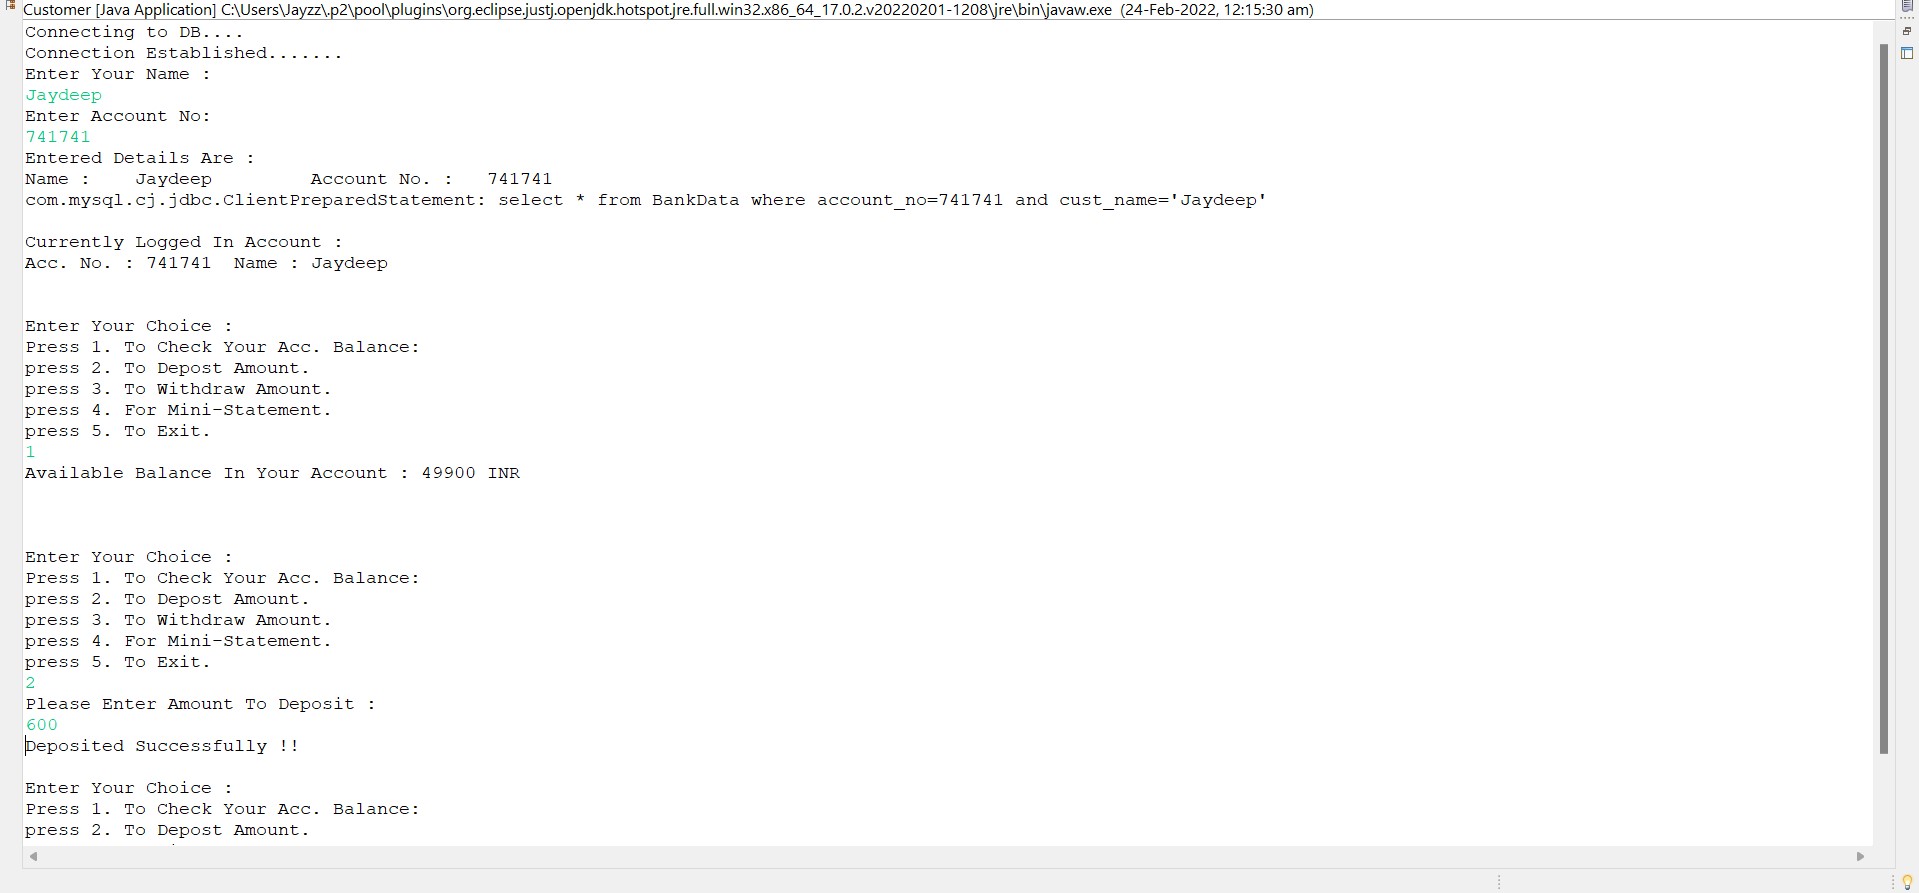 Customer [Java Application] C:\Users\Jayzz\.p2\pool\plugins\org.eclipse.justj.openjdk.hotspot.jre.full.win32.x86_64_17.0.2.v20220201-1208\jre\bin\javaw.exe (24-Feb-2022, 12:15:30 am)
Connecting to DB....
Connection Established.......
Enter Your Name :
Jaydeep
Enter Account No:
741741
Entered Details Are :
Name :    Jaydeep         Account No. :   741741
com.mysql.cj.jdbc.ClientPreparedStatement: select * from BankData where account_no=741741 and cust_name='Jaydeep'
Currently Logged In Account :
Acc. No. : 741741  Name : Jaydeep
Enter Your Choice :
Press 1. To Check Your Acc. Balance:
press 2. To Depost Amount.
press 3. To Withdraw Amount.
press 4. For Mini-Statement.
press 5. To Exit.
1
Available Balance In Your Account : 49900 INR
Enter Your Choice :
Press 1. To Check Your Acc. Balance:
press 2. To Depost Amount.
press 3. To Withdraw Amount.
press 4. For Mini-Statement.
press 5. To Exit.
2
Please Enter Amount To Deposit :
600
Deposited Successfully !!
Enter Your Choice :
Press 1. To Check Your Acc. Balance:
press 2. To Depost Amount.